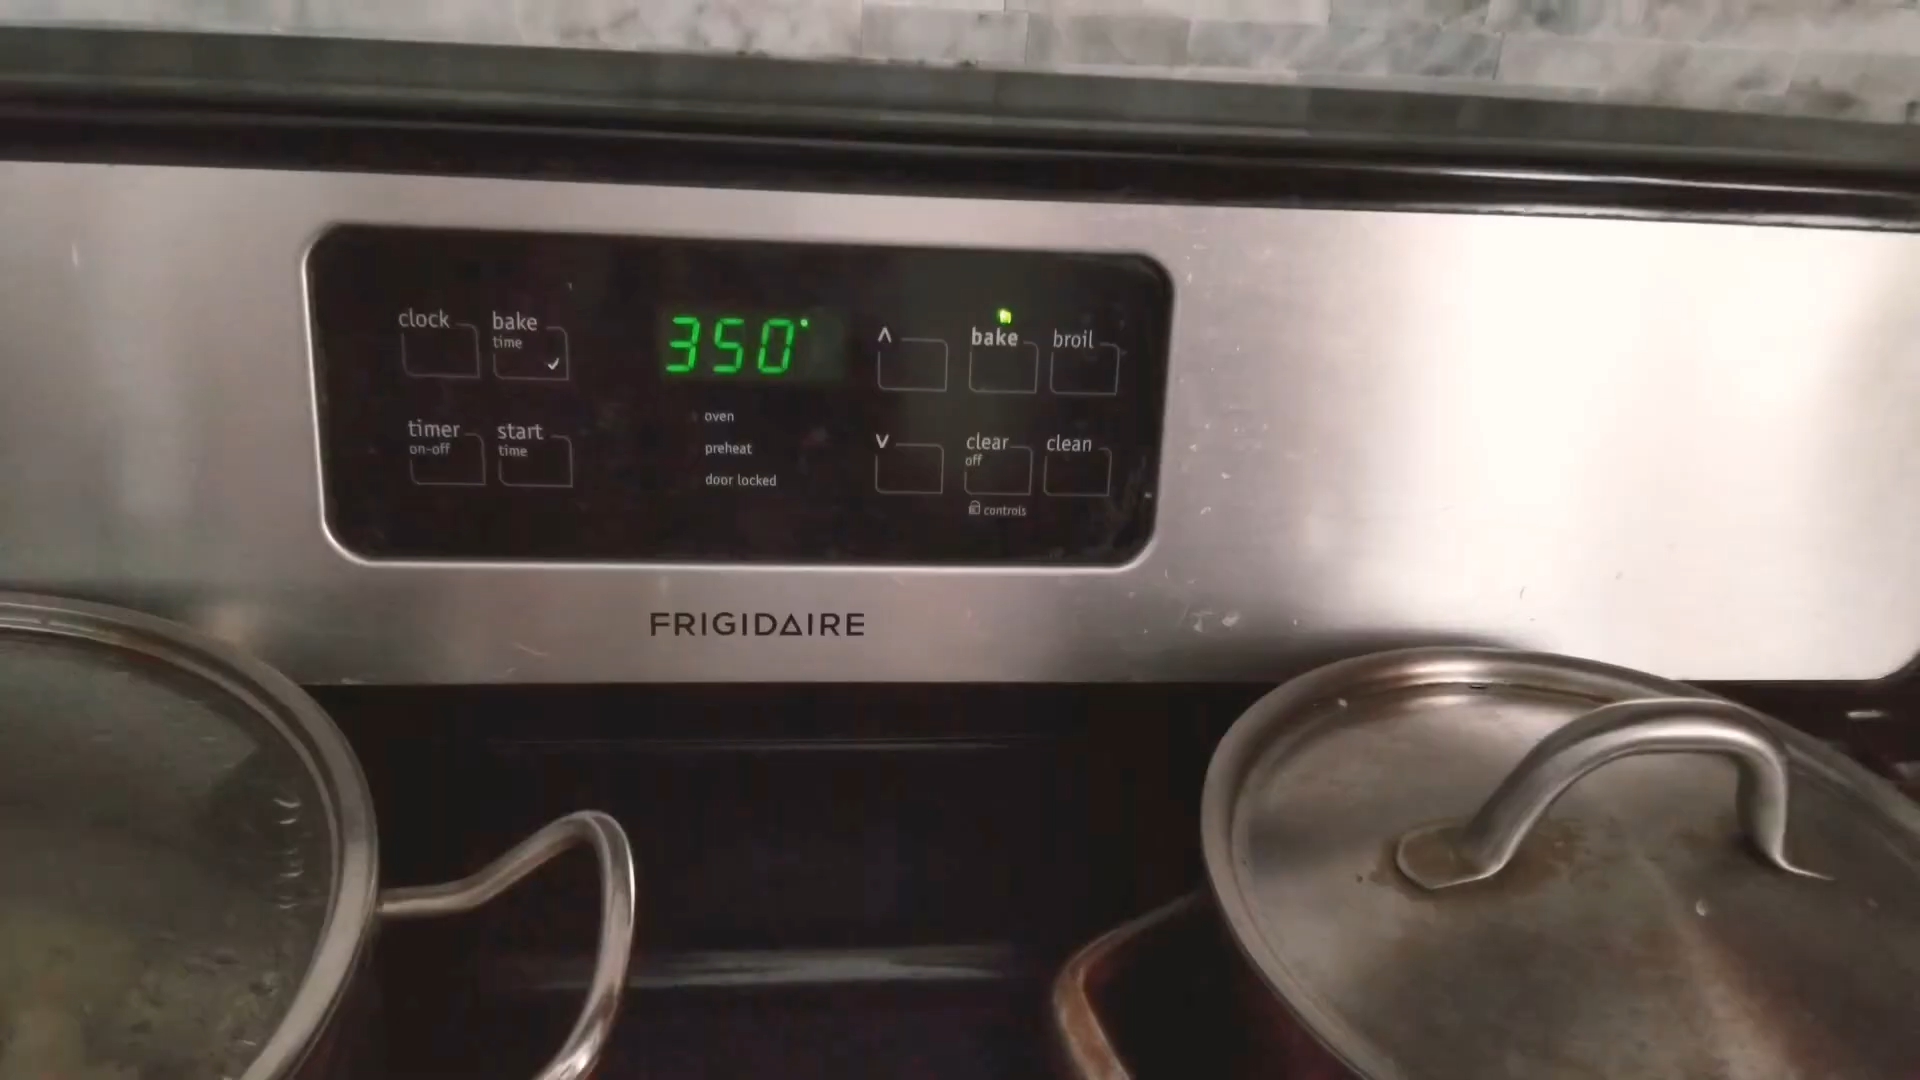 clock
bake
time
350°
^
bake
broil
timer
on-off
start
time
oven
preheat
door locked
v
clear
off
clean
controls
FRIGIDAIRE